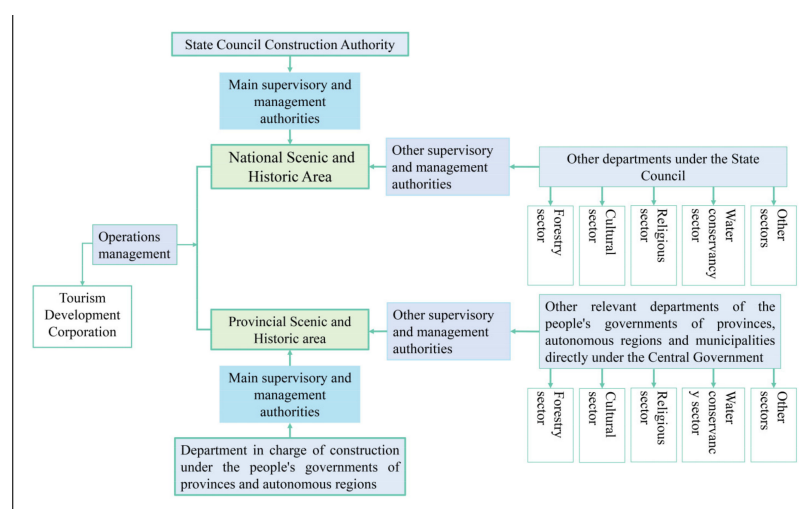 State Council Construction Authority
Main supervisory and
management
authorities
National Scenic and
Historic Area
Other supervisory
and management
authorities
Other departments under the State
Council
Forestry
sector
Cultural
sector
Religious
sector
Water
conservancy
sector
Other
sectors
Operations
management
Tourism
Development
Corporation
Provincial Scenic and
Historic area
Other supervisory
and management
authorities
Other relevant departments of the
people's governments of provinces,
autonomous regions and municipalities
directly under the Central Government
Forestry
sector
Cultural
sector
Religious
sector
Water
conservanc
y sector
Other
sectors
Main supervisory and
management
authorities
Department in charge of construction
under the people's governments of
provinces and autonomous regions